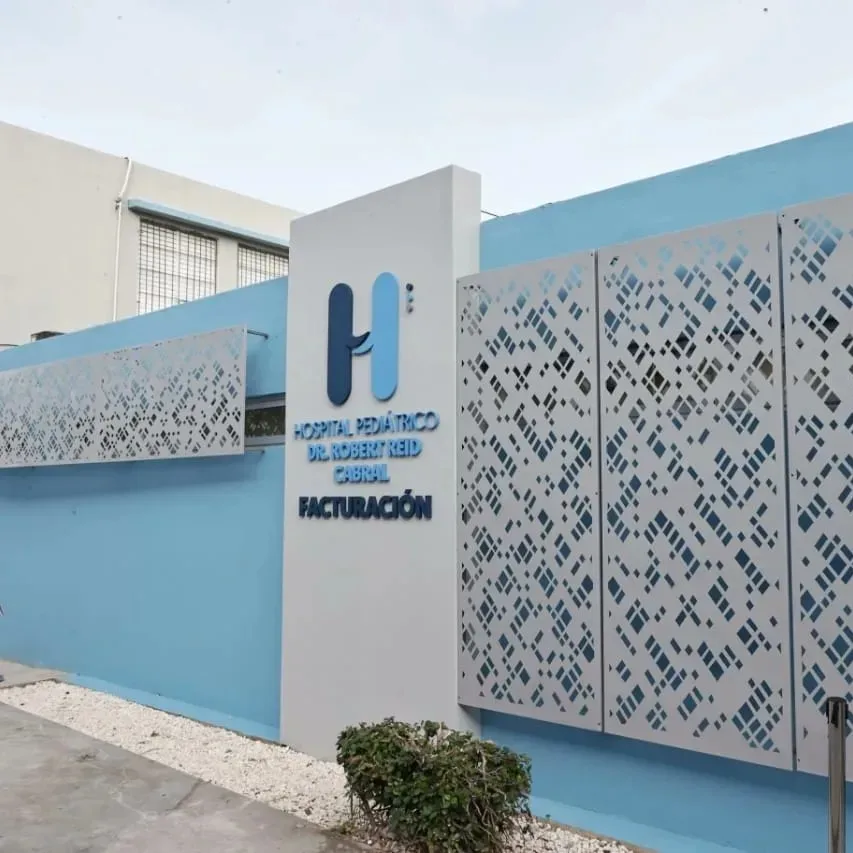 HOSPITAL PEDIÁTRICO
DR. ROBERT REID
CABRAL
FACTURACIÓN